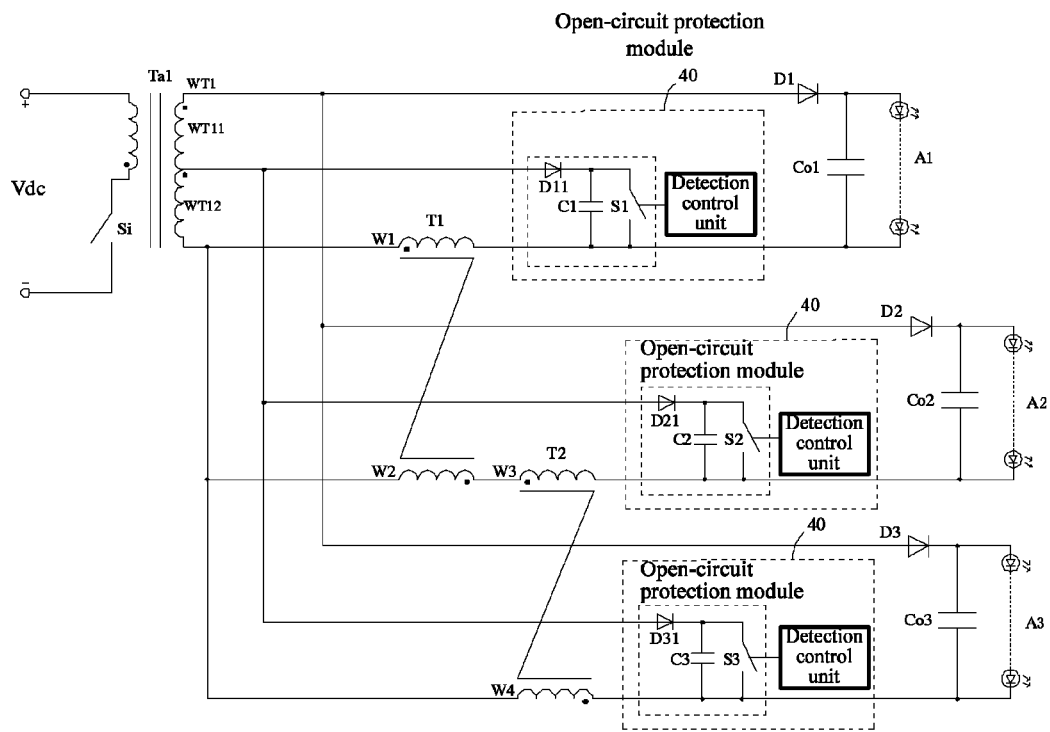 Open-circuit protection
module
40
Ta1
WT1
D1
WT11
A1
Vdc
+
−
Si
WT12
D11
C1
S1
Detection
control
unit
Co1
T1
W1
40
D2
Open-circuit
protection module
D21
C2
S2
Detection
control
unit
Co2
A2
W2
W3
T2
40
D3
Open-circuit
protection module
D31
C3
S3
Detection
control
unit
Co3
A3
W4